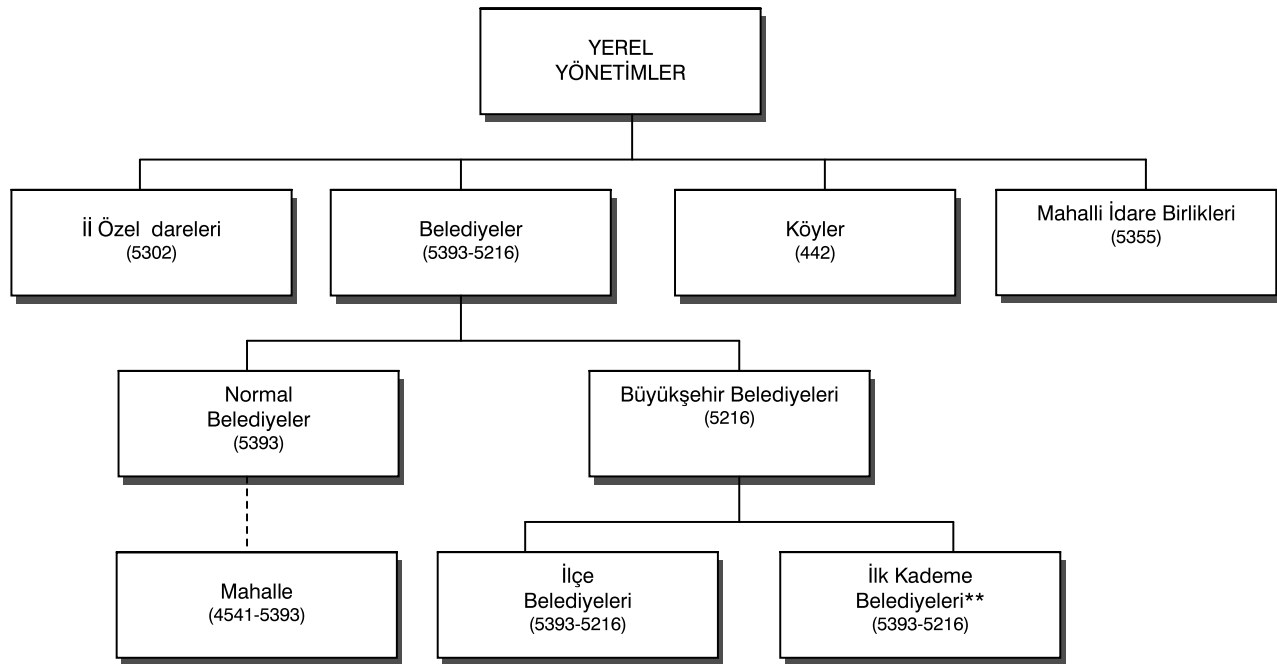 YEREL
YÖNETİMLER
İl Özel dareleri
(5302)
Belediyeler
(5393-5216)
Köyler
(442)
Mahalli İdare Birlikleri
(5355)
Normal
Belediyeler
(5393)
Büyükşehir Belediyeleri
(5216)
Mahalle
(4541-5393)
İlçe
Belediyeleri
(5393-5216)
İlk Kademe
Belediyeleri**
(5393-5216)